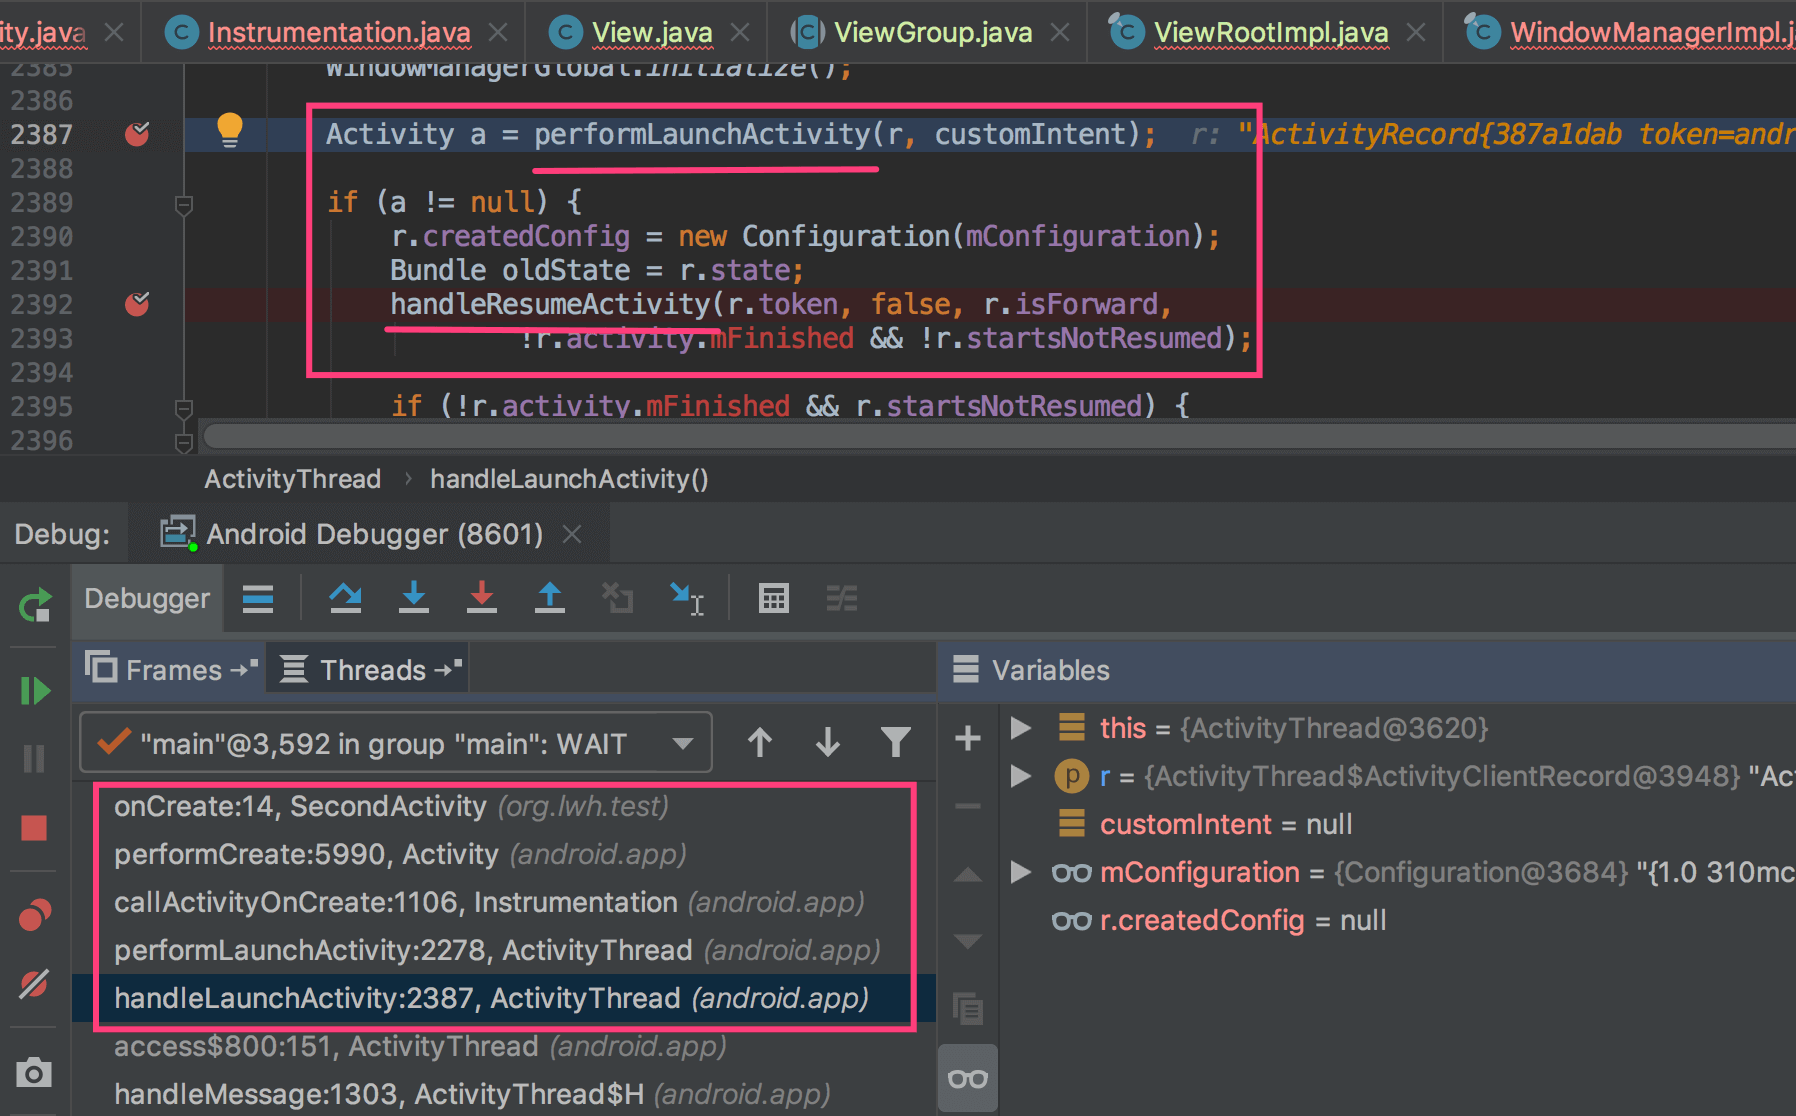 ity.java Instrumentation.java View.java ViewGroup.java ViewRootImpl.java WindowManagerImpl.j
2385 WindowManagerGlobal.initialize();
2386
2387 Activity a = performLaunchActivity(r, customIntent); r: "ActivityRecord{387a1dab token=andr
2388
2389 if (a != null) {
2390 r.createdConfig = new Configuration(mConfiguration);
2391 Bundle oldState = r.state;
2392 handleResumeActivity(r.token, false, r.isForward,
2393 !r.activity.mFinished && !r.startsNotResumed);
2394
2395 if (!r.activity.mFinished && r.startsNotResumed) {
2396
ActivityThread › handleLaunchActivity()
Debug: Android Debugger (8601)
Debugger
Frames Threads Variables
"main"@3,592 in group "main": WAIT
onCreate:14, SecondActivity (org.lwh.test)
performCreate:5990, Activity (android.app)
callActivityOnCreate:1106, Instrumentation (android.app)
performLaunchActivity:2278, ActivityThread (android.app)
handleLaunchActivity:2387, ActivityThread (android.app)
access$800:151, ActivityThread (android.app)
handleMessage:1303, ActivityThread$H (android.app)
this = {ActivityThread@3620}
r = {ActivityThread$ActivityClientRecord@3948} "Act
customIntent = null
mConfiguration = {Configuration@3684} "{1.0 310mc
r.createdConfig = null